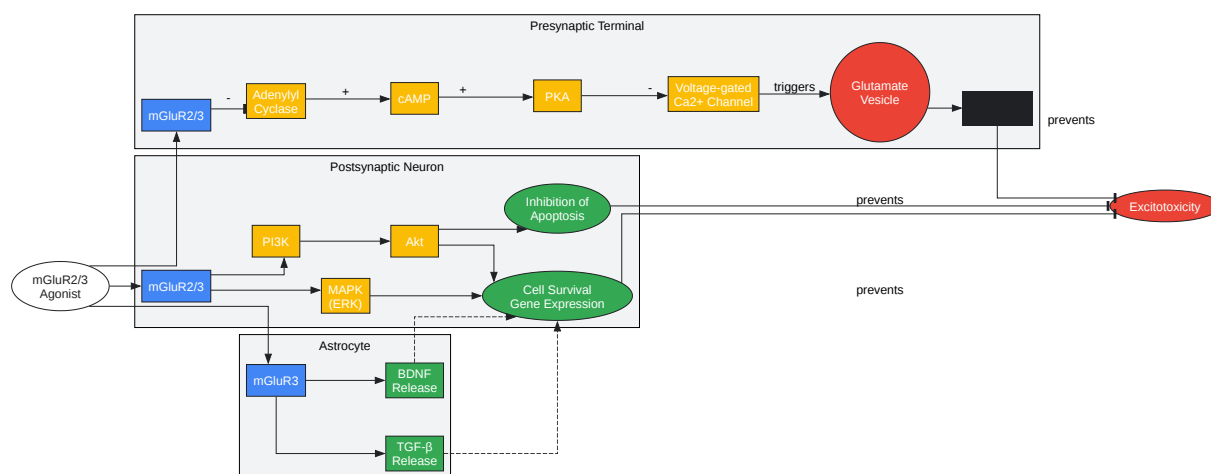 Presynaptic Terminal
mGluR2/3
-
Adenylyl
Cyclase
+
cAMP
+
PKA
-
Voltage-gated
Ca2+ Channel
triggers
Glutamate
Vesicle
prevents
Postsynaptic Neuron
Inhibition of
Apoptosis
prevents
Excitotoxicity
PI3K
Akt
mGluR2/3
Agonist
mGluR2/3
MAPK
(ERK)
Cell Survival
Gene Expression
prevents
Astrocyte
mGluR3
BDNF
Release
TGF-β
Release